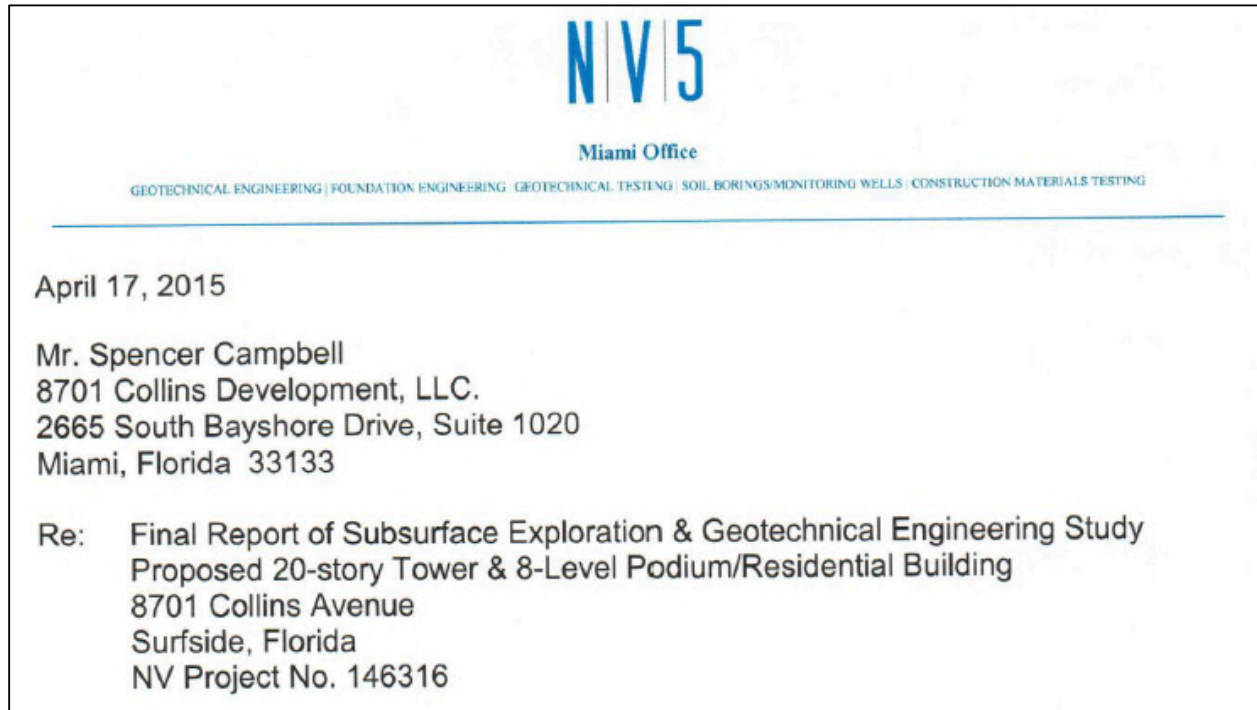 N|V|5
Miami Office
GEOTECHNICAL ENGINEERING | FOUNDATION ENGINEERING GEOTECHNICAL TESTING | SOIL BORINGS/MONITORING WELLS | CONSTRUCTION MATERIALS TESTING
April 17, 2015
Mr. Spencer Campbell
8701 Collins Development, LLC.
2665 South Bayshore Drive, Suite 1020
Miami, Florida 33133
Re: Final Report of Subsurface Exploration & Geotechnical Engineering Study
Proposed 20-story Tower & 8-Level Podium/Residential Building
8701 Collins Avenue
Surfside, Florida
NV Project No. 146316